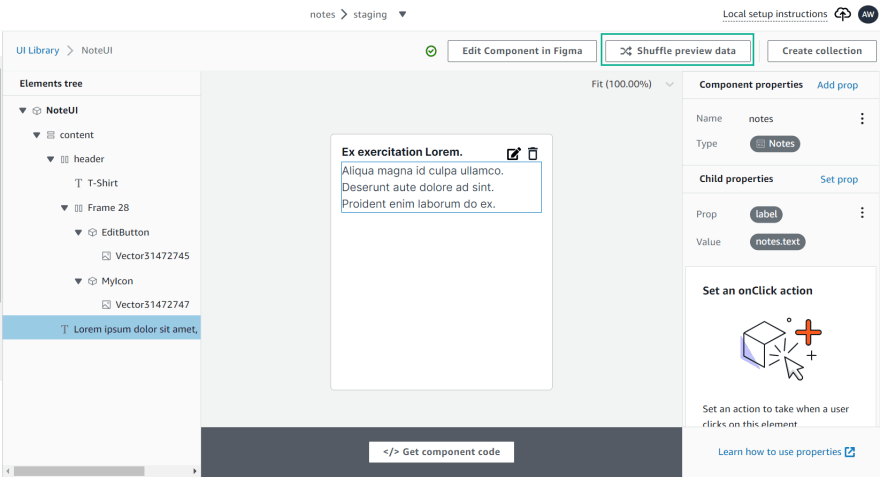 notes > staging
Local setup instructions
AW
UI Library > NoteUI
Edit Component in Figma
Shuffle preview data
Create collection
Elements tree
NoteUI
content
header
T-Shirt
Frame 28
EditButton
Vector31472745
MyIcon
Vector31472747
Lorem ipsum dolor sit amet,
Fit (100.00%)
Ex exercitation Lorem.
Aliqua magna id culpa ullamco.
Deserunt aute dolore ad sint.
Proident enim laborum do ex.
</> Get component code
Component properties Add prop
Name notes
Type Notes
Child properties Set prop
Prop label
Value notes.text
Set an onClick action
Set an action to take when a user
clicks on this element
Learn how to use properties